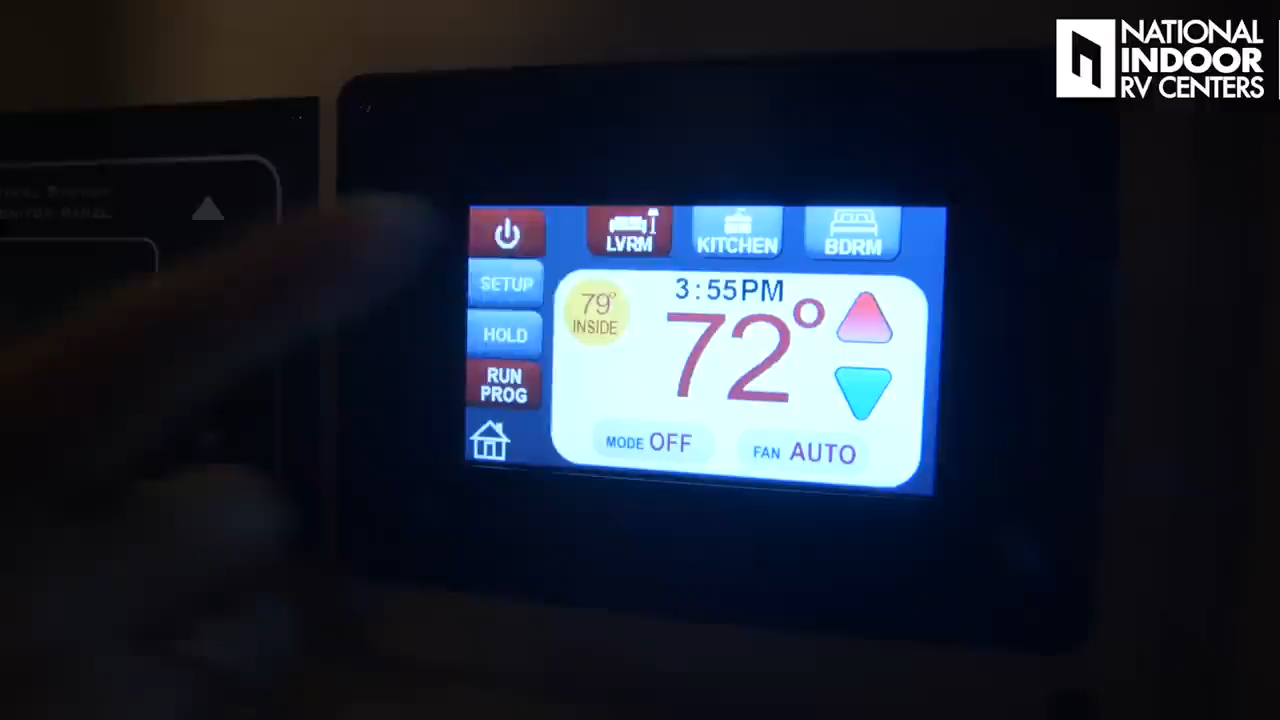 NATIONAL
INDOOR
RV CENTERS
LVRM
KITCHEN
BDRM
SETUP
HOLD
RUN
PROG
79°
INSIDE
3:55PM
72°
MODE OFF
FAN AUTO